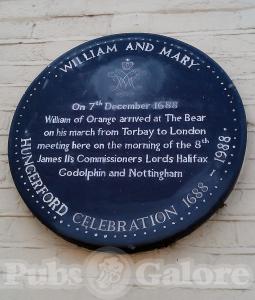 WILLIAM AND MARY
On 7th December 1688
William of Orange arrived at The Bear
on his march from Torbay to London
meeting here on the morning of the 8th
James IIs Commissioners Lords Halifax
Godolphin and Nottingham
HUNGERFORD CELEBRATION 1688 - 1988
Pubs Galore